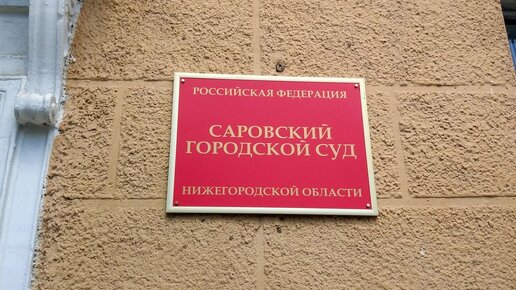 РОССИЙСКАЯ ФЕДЕРАЦИЯ
САРОВСКИЙ
ГОРОДСКОЙ СУД
НИЖЕГОРОДСКОЙ ОБЛАСТИ